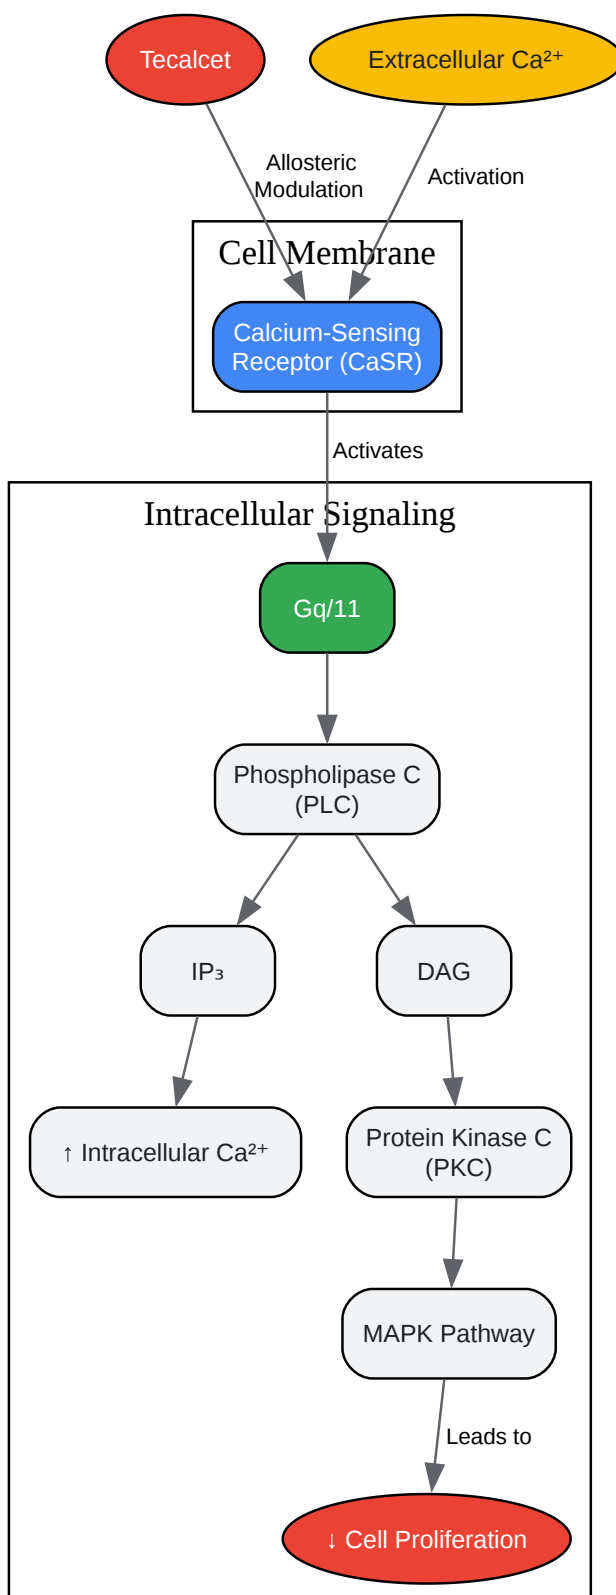 Tecalcet
Extracellular Ca²⁺
Allosteric
Modulation
Activation
Cell Membrane
Calcium-Sensing
Receptor (CaSR)
Activates
Intracellular Signaling
Gq/11
Phospholipase C
(PLC)
IP₃
DAG
↑ Intracellular Ca²⁺
Protein Kinase C
(PKC)
MAPK Pathway
Leads to
↓ Cell Proliferation